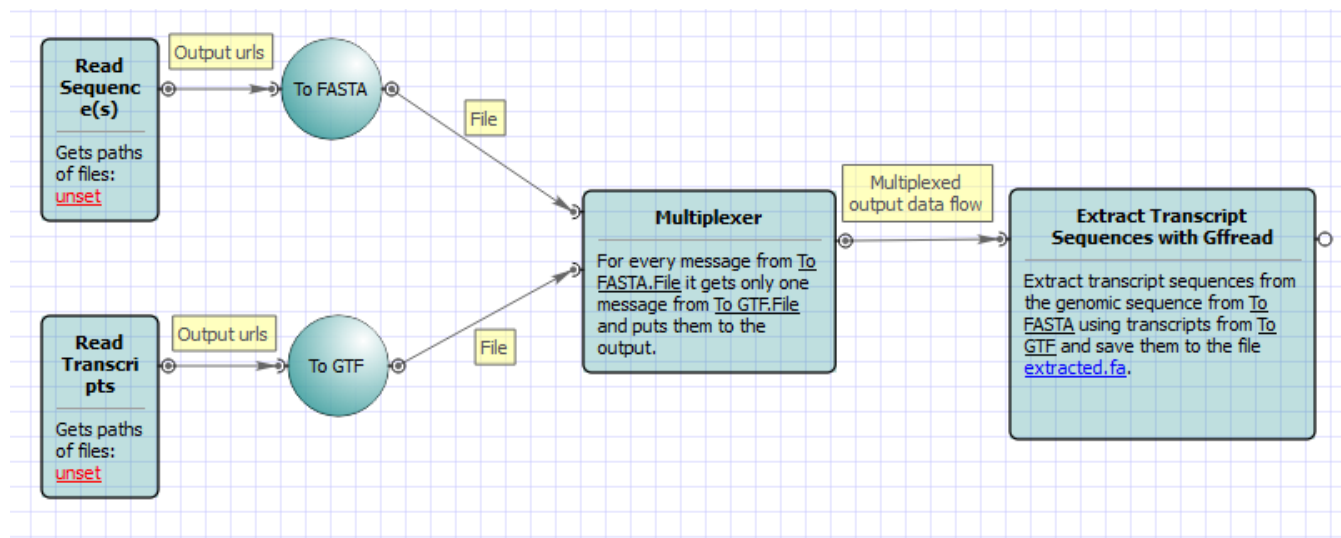 Read
Sequenc
e(s)
Gets paths
of files:
unset
Output urls
To FASTA
File
Read
Transcri
pts
Gets paths
of files:
unset
Output urls
To GTF
File
Multiplexer
For every message from To
FASTA.File it gets only one
message from To GTF.File
and puts them to the
output.
Multiplexed
output data flow
Extract Transcript
Sequences with Gffread
Extract transcript sequences from
the genomic sequence from To
FASTA using transcripts from To
GTF and save them to the file
extracted.fa.